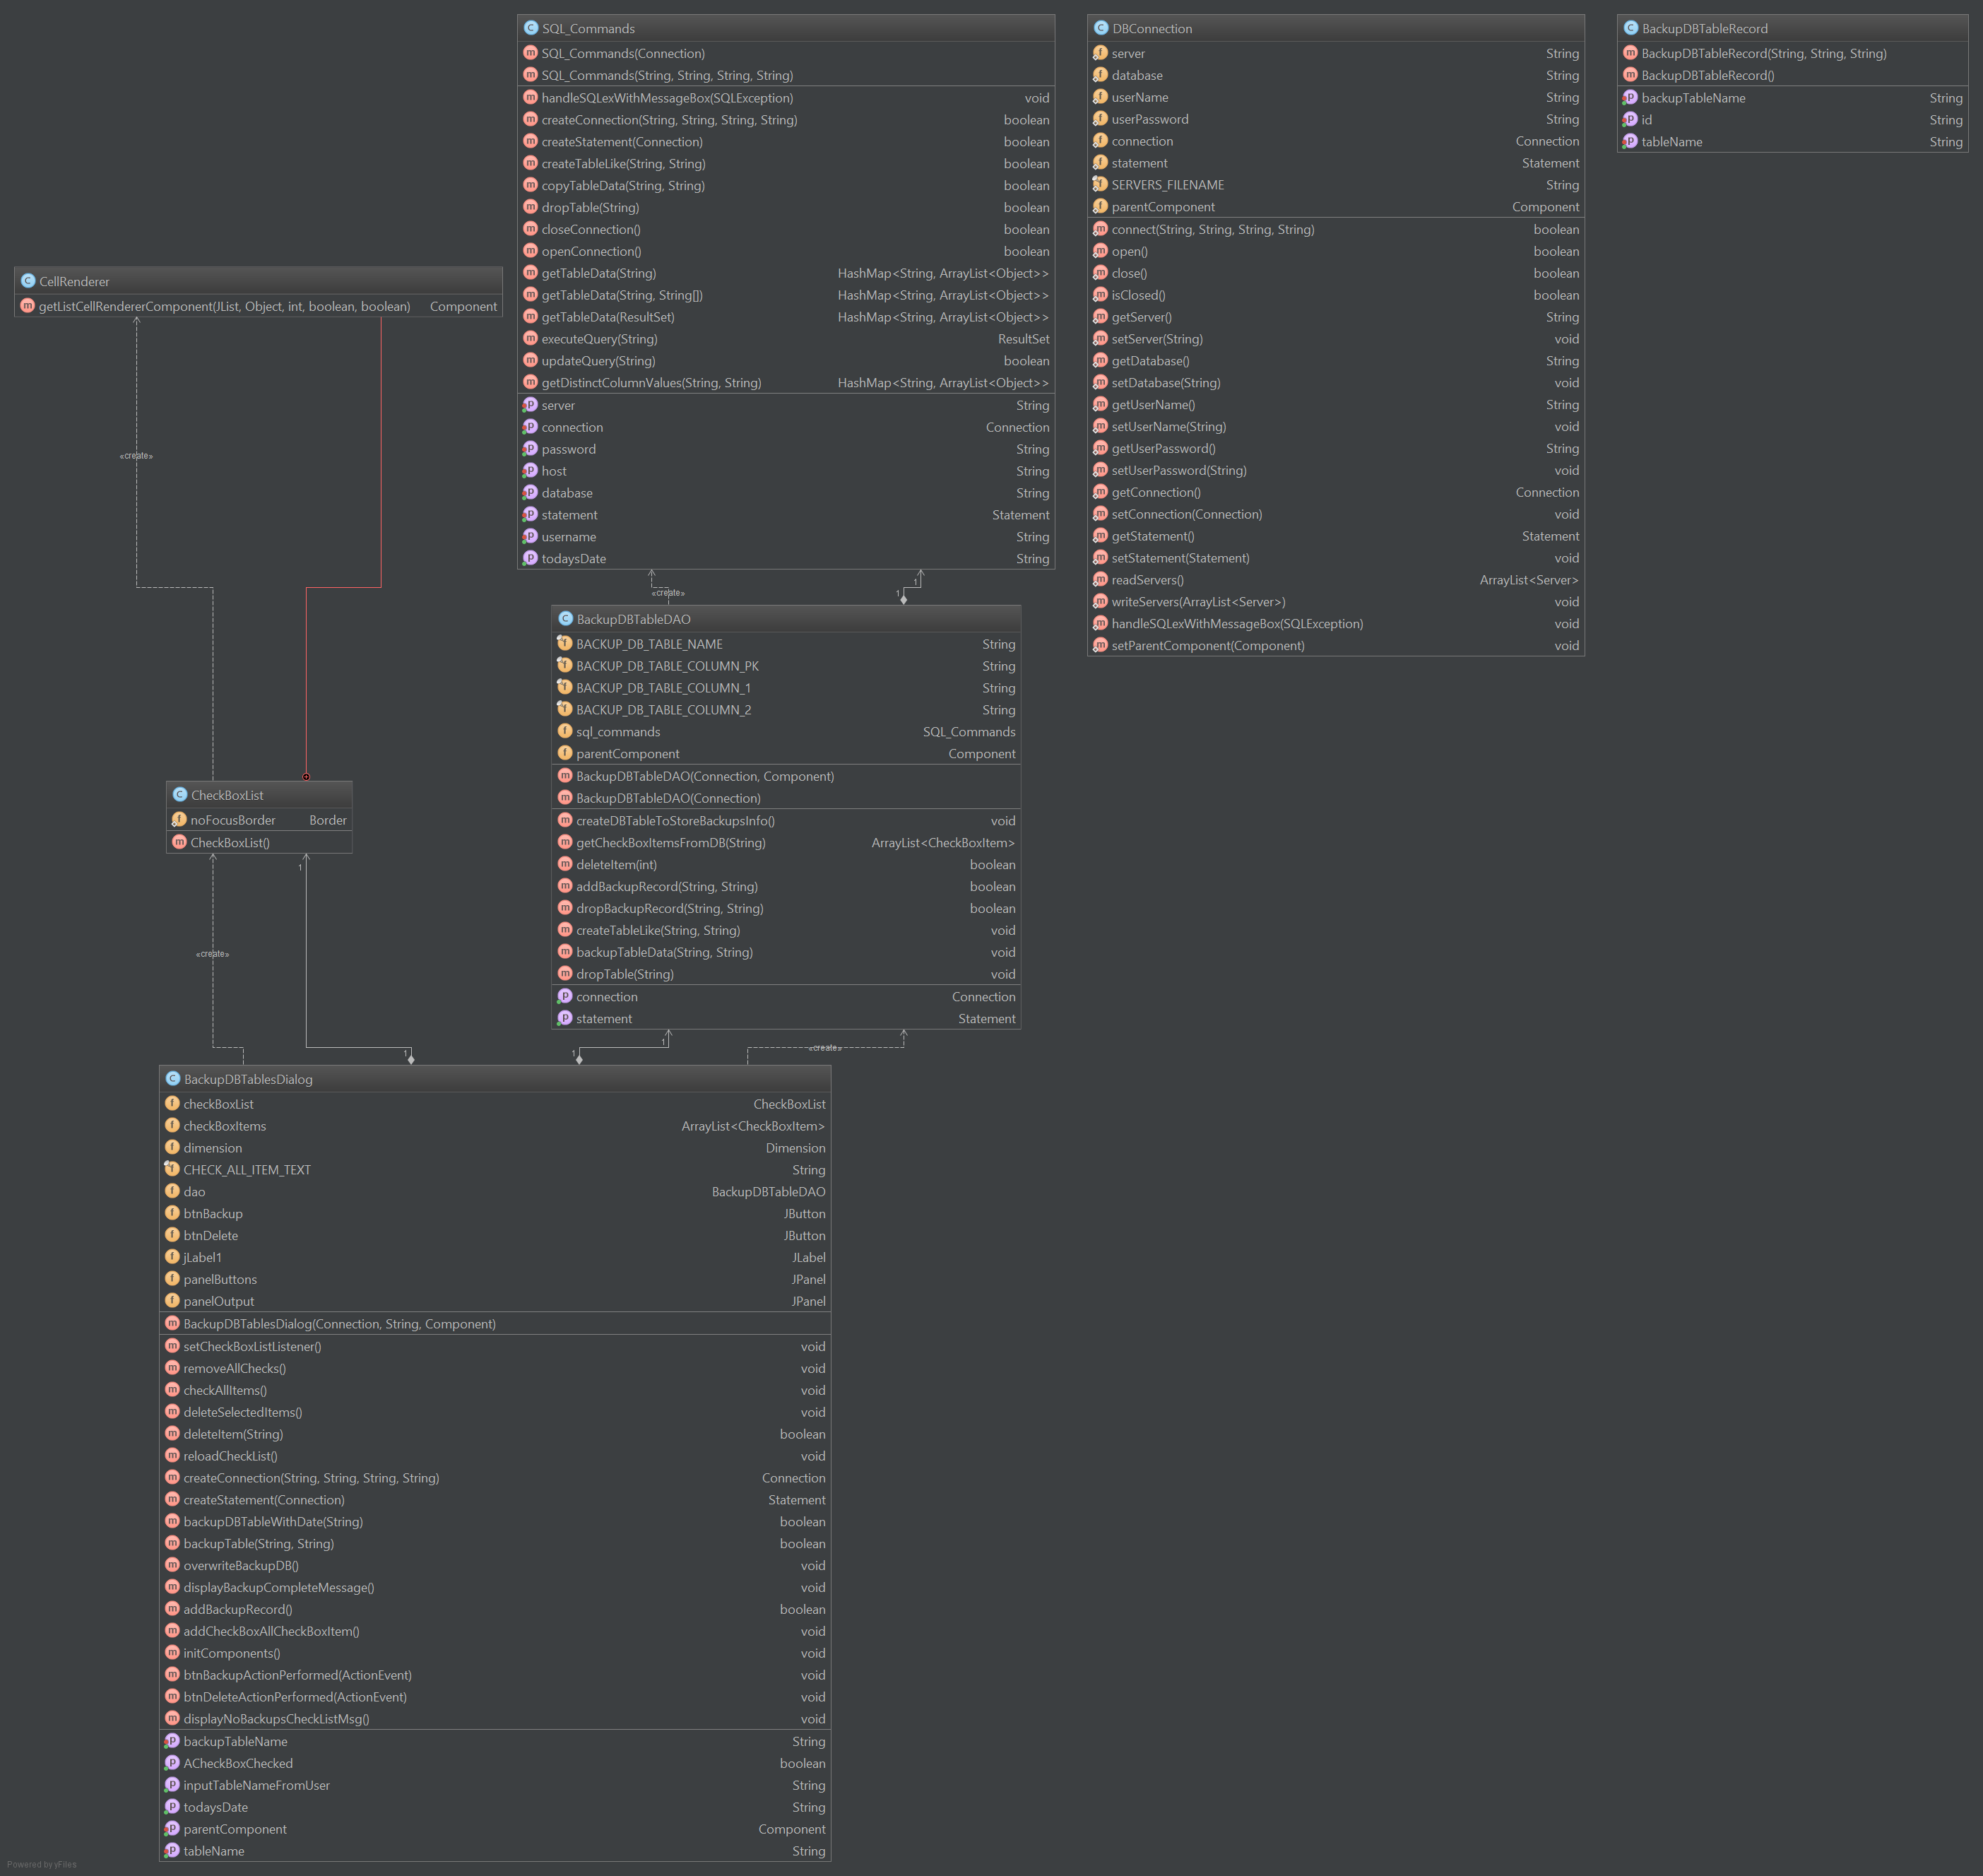 SQL_Commands
SQL_Commands(Connection)
SQL_Commands(String, String, String, String)
handleSQLexWithMessageBox(SQLException) void
createConnection(String, String, String, String) boolean
createStatement(Connection) boolean
createTableLike(String, String) boolean
copyTableData(String, String) boolean
dropTable(String) boolean
closeConnection() boolean
openConnection() boolean
getTableData(String) HashMap<String, ArrayList<Object>>
getTableData(String, String[]) HashMap<String, ArrayList<Object>>
getTableData(ResultSet) HashMap<String, ArrayList<Object>>
executeQuery(String) ResultSet
updateQuery(String) boolean
getDistinctColumnValues(String, String) HashMap<String, ArrayList<Object>>
server String
connection Connection
password String
host String
database String
statement Statement
username String
todaysDate String
DBConnection
server String
database String
userName String
userPassword String
connection Connection
statement Statement
SERVERS_FILENAME String
parentComponent Component
connect(String, String, String, String) boolean
open() boolean
close() boolean
isClosed() boolean
getServer() String
setServer(String) void
getDatabase() String
setDatabase(String) void
getUserName() String
setUserName(String) void
getUserPassword() String
setUserPassword(String) void
getConnection() Connection
setConnection(Connection) void
getStatement() Statement
setStatement(Statement) void
readServers() ArrayList<Server>
writeServers(ArrayList<Server>) void
handleSQLexWithMessageBox(SQLException) void
setParentComponent(Component) void
BackupDBTableRecord
BackupDBTableRecord(String, String, String)
BackupDBTableRecord()
backupTableName String
id String
tableName String
CellRenderer
getListCellRendererComponent(JList, Object, int, boolean, boolean) Component
«create»
«create»
1
1
BackupDBTableDAO
BACKUP_DB_TABLE_NAME String
BACKUP_DB_TABLE_COLUMN_PK String
BACKUP_DB_TABLE_COLUMN_1 String
BACKUP_DB_TABLE_COLUMN_2 String
sql_commands SQL_Commands
parentComponent Component
BackupDBTableDAO(Connection, Component)
BackupDBTableDAO(Connection)
createDBTableToStoreBackupsInfo() void
getCheckBoxItemsFromDB(String) ArrayList<CheckBoxItem>
deleteItem(int) boolean
addBackupRecord(String, String) boolean
dropBackupRecord(String, String) boolean
createTableLike(String, String) void
backupTableData(String, String) void
dropTable(String) void
connection Connection
statement Statement
CheckBoxList
noFocusBorder Border
CheckBoxList()
1
«create»
1
1
1
«create»
BackupDBTablesDialog
checkBoxList CheckBoxList
checkBoxItems ArrayList<CheckBoxItem>
dimension Dimension
CHECK_ALL_ITEM_TEXT String
dao BackupDBTableDAO
btnBackup JButton
btnDelete JButton
jLabel1 JLabel
panelButtons JPanel
panelOutput JPanel
BackupDBTablesDialog(Connection, String, Component)
setCheckBoxListListener() void
removeAllChecks() void
checkAllItems() void
deleteSelectedItems() void
deleteItem(String) boolean
reloadCheckList() void
createConnection(String, String, String, String) Connection
createStatement(Connection) Statement
backupDBTableWithDate(String) boolean
backupTable(String, String) boolean
overwriteBackupDB() void
displayBackupCompleteMessage() void
addBackupRecord() boolean
addCheckBoxAllCheckBoxItem() void
initComponents() void
btnBackupActionPerformed(ActionEvent) void
btnDeleteActionPerformed(ActionEvent) void
displayNoBackupsCheckListMsg() void
backupTableName String
ACheckBoxChecked boolean
inputTableNameFromUser String
todaysDate String
parentComponent Component
tableName String
Powered by yFiles